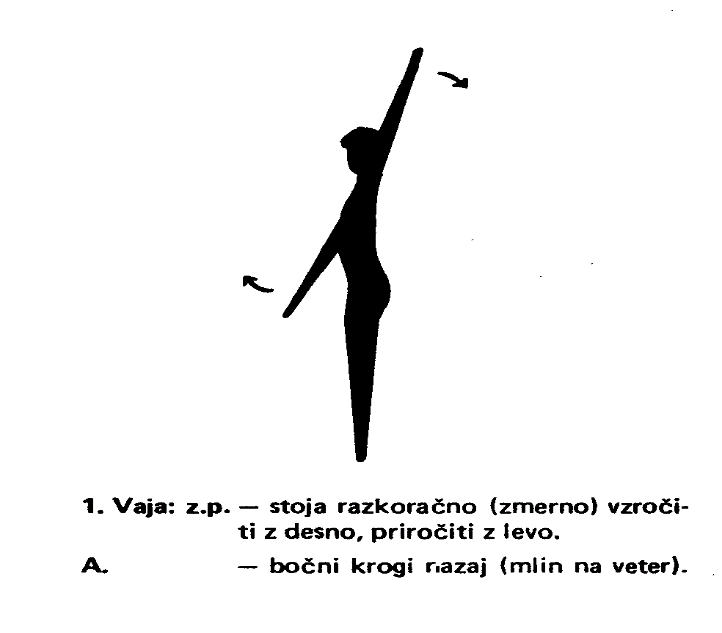 1. Vaja: z.p. — stoja razkoračno (zmerno) vzroči-
ti z desno, priročiti z levo.
A. — bočni krogi nazaj (mlin na veter).